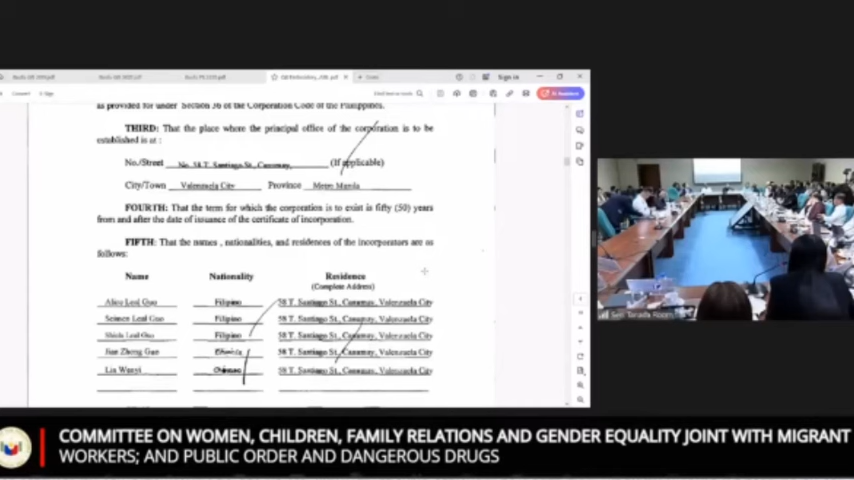 Sign in
as provided for under Section 36 of the Corporation Code of the Philippines.
THIRD: That the place where the principal office of the corporation is to be
established is at :
No./Street No. 58 T. Santiago St., Canumay, (If applicable)
City/Town Valenzuela City Province Metro Manila
FOURTH: That the term for which the corporation is to exist is fifty (50) years
from and after the date of issuance of the certificate of incorporation.
FIFTH: That the names , nationalities, and residences of the incorporators are as
follows:
Name Nationality Residence
(Complete Address)
Alice Leal Guo Filipino 58 T. Santiago St., Canumay, Valenzuela City
Leal Guo Filipino 58 T. Santiago St., Canumay, Valenzuela City
Leal Guo Filipino 58 T. Santiago St., Canumay, Valenzuela City
Jian Zhong Guo 58 T. Santiago St., Canumay, Valenzuela City
Lin Wenyi 58 T. Santiago St., Canumay, Valenzuela City
Sen. Tanada Room
COMMITTEE ON WOMEN, CHILDREN, FAMILY RELATIONS AND GENDER EQUALITY JOINT WITH MIGRANT
WORKERS; AND PUBLIC ORDER AND DANGEROUS DRUGS